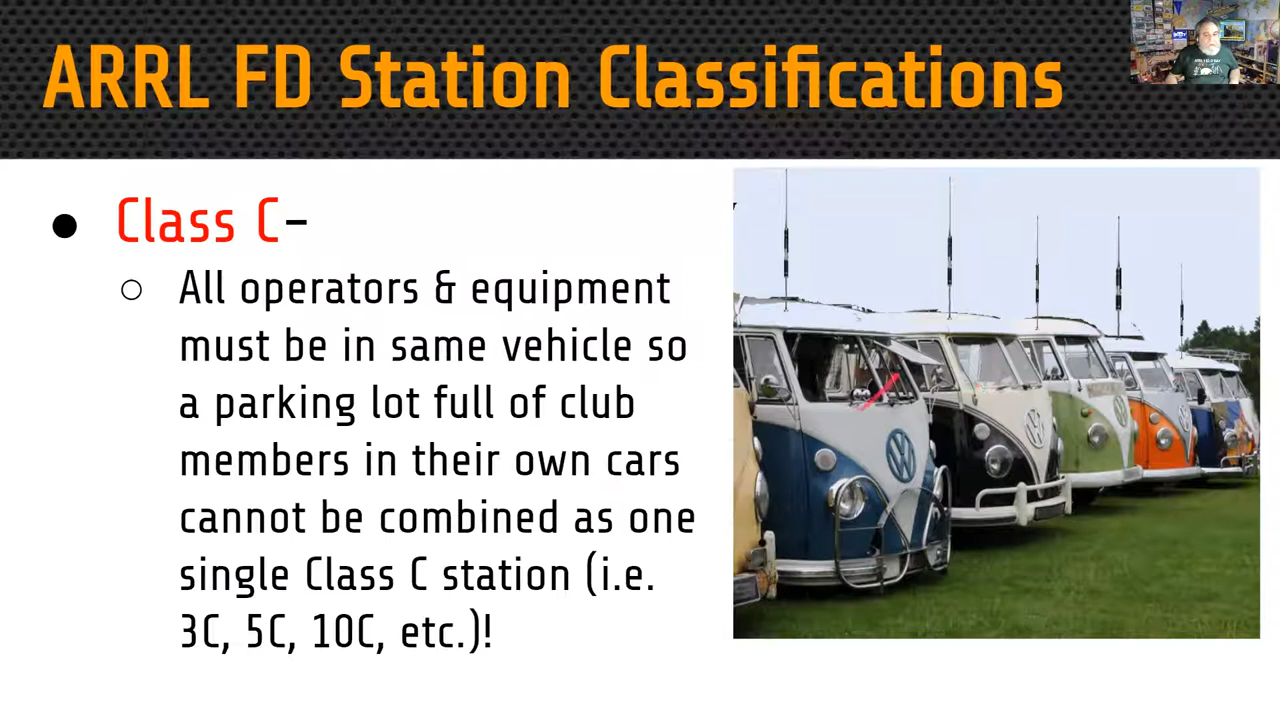 ARRL FD Station Classifications
Class C-
All operators & equipment
must be in same vehicle so
a parking lot full of club
members in their own cars
cannot be combined as one
single Class C station (i.e.
3C, 5C, 10C, etc.)!